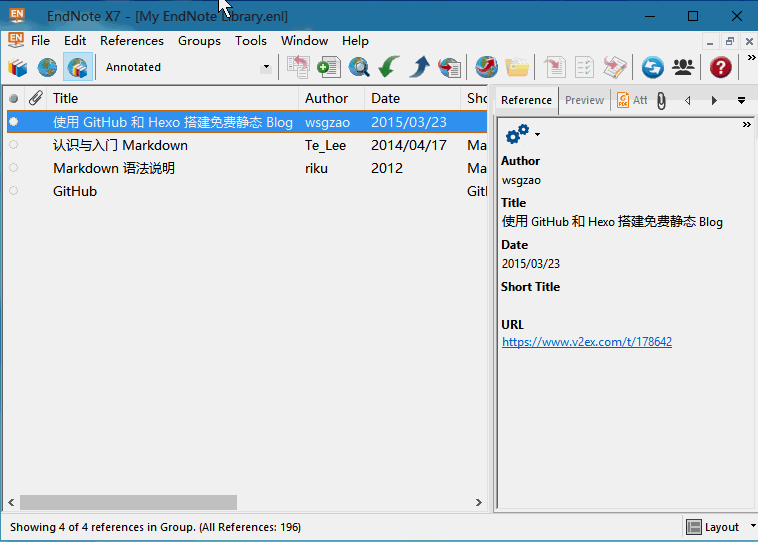 EN EndNote X7 - [My EndNote Library.enl]
EN File Edit References Groups Tools Window Help
Annotated
Title Author Date Sho
使用 GitHub 和 Hexo 搭建免费静态 Blog wsgzao 2015/03/23
认识与入门 Markdown Te_Lee 2014/04/17 Ma
Markdown 语法说明 riku 2012 Ma
GitHub Gitl
Reference Preview PDF Att
Author
wsgzao
Title
使用 GitHub 和 Hexo 搭建免费静态 Blog
Date
2015/03/23
Short Title
URL
https://www.v2ex.com/t/178642
Showing 4 of 4 references in Group. (All References: 196)
Layout